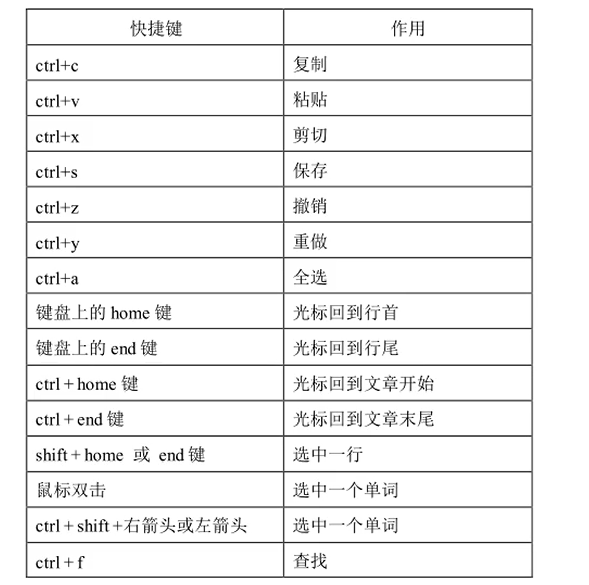 快捷键 作用
ctrl+c 复制
ctrl+v 粘贴
ctrl+x 剪切
ctrl+s 保存
ctrl+z 撤销
ctrl+y 重做
ctrl+a 全选
键盘上的 home 键 光标回到行首
键盘上的 end 键 光标回到行尾
ctrl + home 键 光标回到文章开始
ctrl + end 键 光标回到文章末尾
shift + home 或 end 键 选中一行
鼠标双击 选中一个单词
ctrl + shift +右箭头或左箭头 选中一个单词
ctrl + f 查找